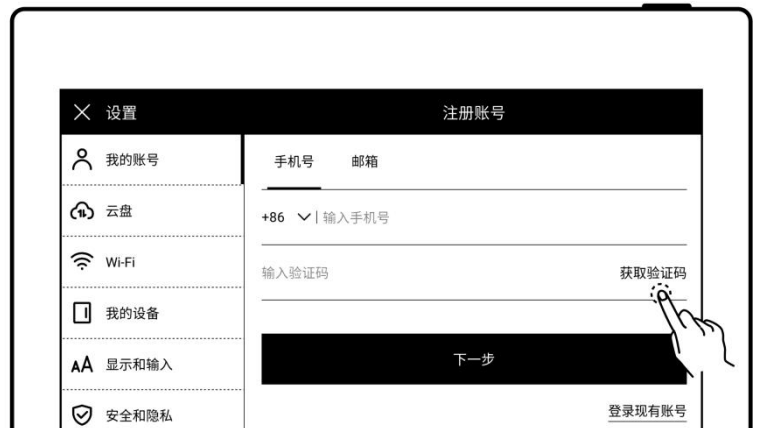 设置
注册账号
我的账号
云盘
Wi-Fi
我的设备
显示和输入
安全和隐私
手机号 邮箱
+86 输入手机号
输入验证码 获取验证码
下一步
登录现有账号